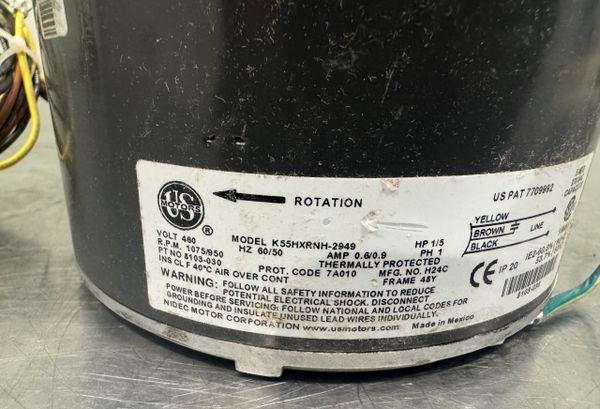 US
MOTORS
®
ROTATION
US PAT 7709992
YELLOW
BROWN
LINE
BLACK
MODEL K55HXRNH-2949
HP 1/5
VOLT 460
HZ 60/50
AMP 0.6/0.9
PH 1
R.P.M. 1075/950
THERMALLY PROTECTED
PT NO 8103-030
PROT. CODE 7A010
MFG. NO. H24C
INS CL F 40°C AIR OVER CONT
FRAME 48Y
CE IP 20
WARNING: FOLLOW ALL SAFETY INFORMATION TO REDUCE
POTENTIAL ELECTRICAL SHOCK. DISCONNECT
POWER BEFORE SERVICING. FOLLOW NATIONAL AND LOCAL CODES FOR
GROUNDING AND INSULATE UNUSED LEAD WIRES INDIVIDUALLY.
NIDEC MOTOR CORPORATION www.usmotors.com Made in Mexico